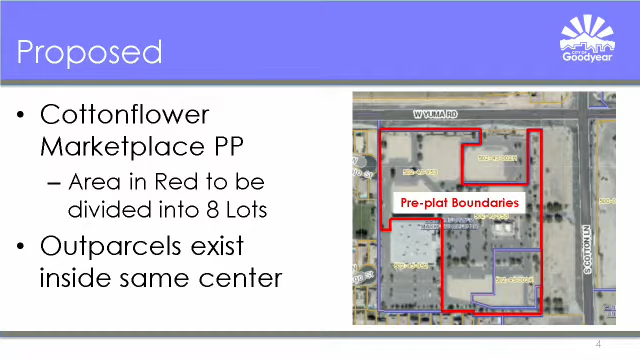 Proposed
CITY OF
Goodyear
• Cottonflower
Marketplace PP
– Area in Red to be
divided into 8 Lots
• Outparcels exist
inside same center
W YUMA RD
Pre-plat Boundaries
S COTTON LN
4